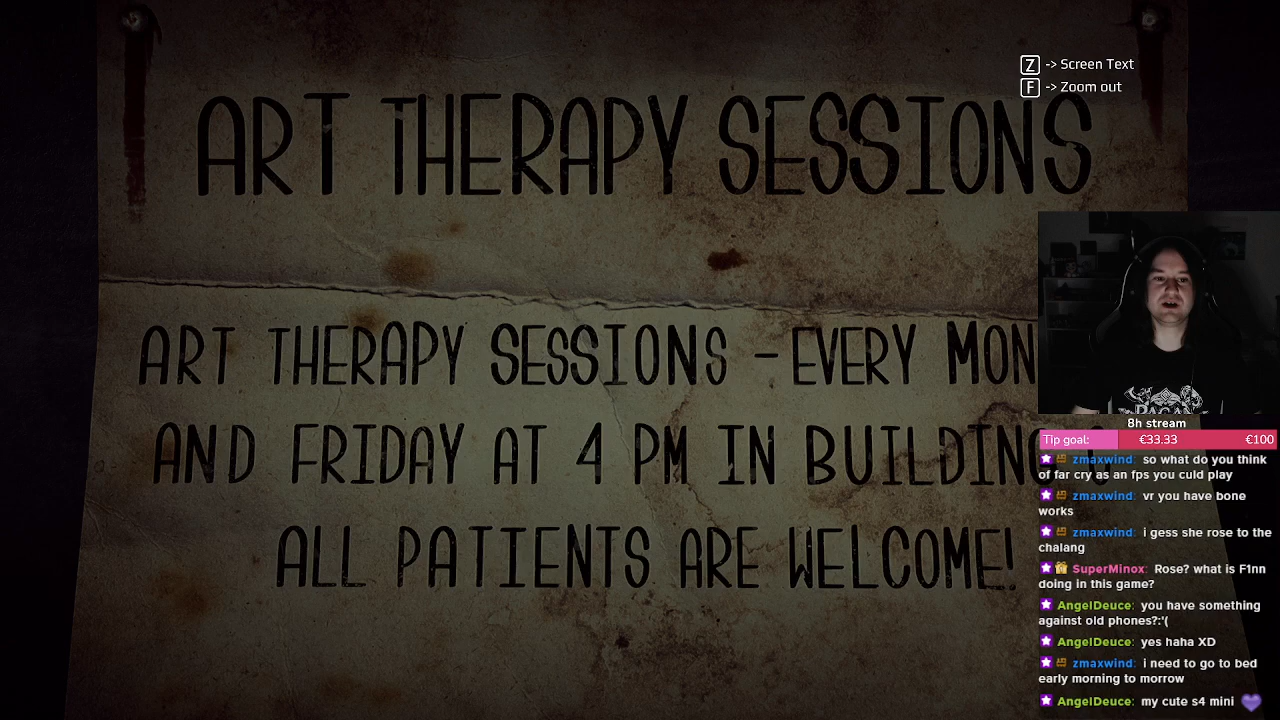 Z -> Screen Text
F -> Zoom out
ART THERAPY SESSIONS
ART THERAPY SESSIONS - EVERY MON
AND FRIDAY AT 4 PM IN BUILDING
ALL PATIENTS ARE WELCOME!
PAGAN
8h stream
Tip goal: €33.33 €100
zmaxwind: so what do you think
of far cry as an fps you culd play
zmaxwind: vr you have bone
works
zmaxwind: i gess she rose to the
chalang
SuperMinox: Rose? what is F1nn
doing in this game?
AngelDeuce: you have something
against old phones?:'(
AngelDeuce: yes haha XD
zmaxwind: i need to go to bed
early morning to morrow
AngelDeuce: my cute s4 mini